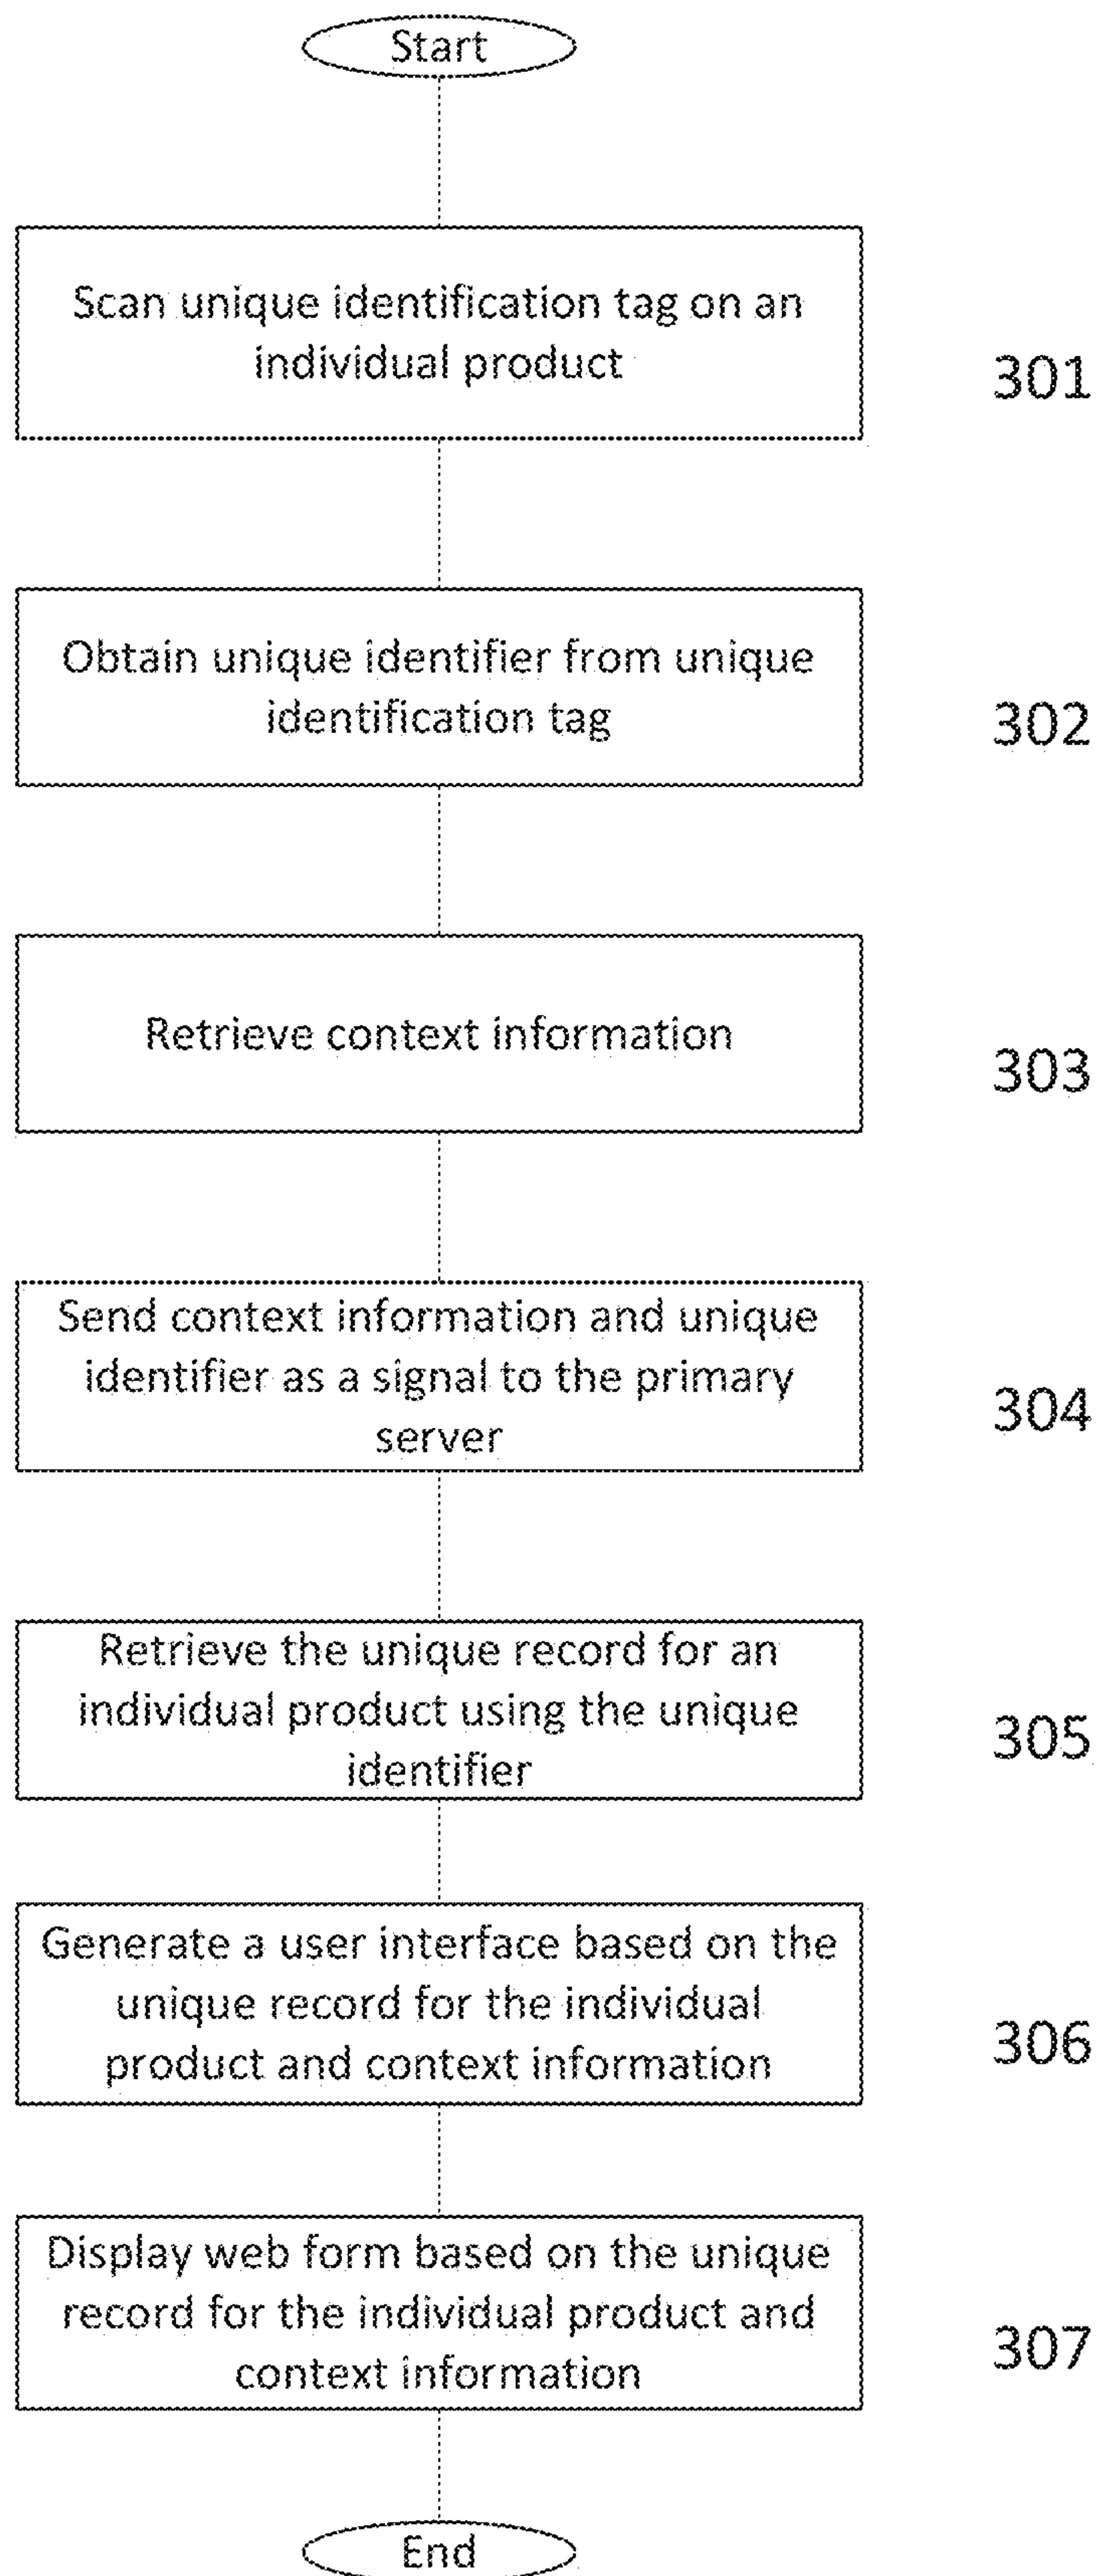 Start
Scan unique identification tag on an
individual product
301
Obtain unique identifier from unique
identification tag
302
Retrieve context information
303
Send context information and unique
identifier as a signal to the primary
server
304
Retrieve the unique record for an
individual product using the unique
identifier
305
Generate a user interface based on the
unique record for the individual
product and context information
306
Display web form based on the unique
record for the individual product and
context information
307
End